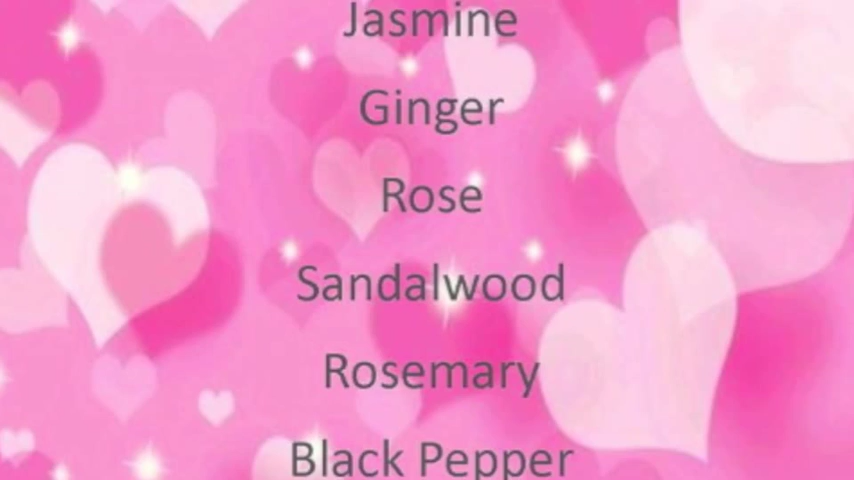 Jasmine
Ginger
Rose
Sandalwood
Rosemary
Black Pepper